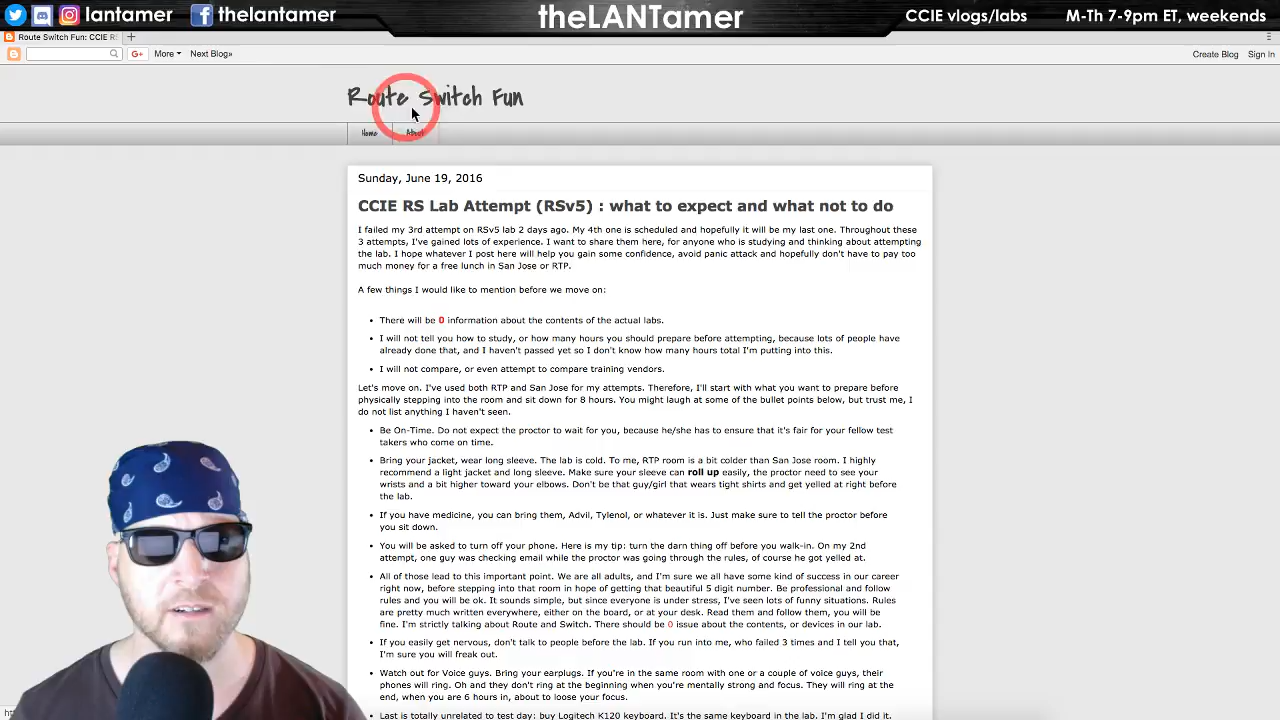 lantamer thelantamer theLANTamer CCIE vlogs/labs M-Th 7-9pm ET, weekends
Route Switch Fun: CCIE RS +
G+ More Next Blog» Create Blog Sign In
Route Switch Fun
Home About
Sunday, June 19, 2016
CCIE RS Lab Attempt (RSv5) : what to expect and what not to do
I failed my 3rd attempt on RSv5 lab 2 days ago. My 4th one is scheduled and hopefully it will be my last one. Throughout these
3 attempts, I've gained lots of experience. I want to share them here, for anyone who is studying and thinking about attempting
the lab. I hope whatever I post here will help you gain some confidence, avoid panic attack and hopefully don't have to pay too
much money for a free lunch in San Jose or RTP.
A few things I would like to mention before we move on:
• There will be 0 information about the contents of the actual labs.
• I will not tell you how to study, or how many hours you should prepare before attempting, because lots of people have
already done that, and I haven't passed yet so I don't know how many hours total I'm putting into this.
• I will not compare, or even attempt to compare training vendors.
Let's move on. I've used both RTP and San Jose for my attempts. Therefore, I'll start with what you want to prepare before
physically stepping into the room and sit down for 8 hours. You might laugh at some of the bullet points below, but trust me, I
do not list anything I haven't seen.
• Be On-Time. Do not expect the proctor to wait for you, because he/she has to ensure that it's fair for your fellow test
takers who come on time.
• Bring your jacket, wear long sleeve. The lab is cold. To me, RTP room is a bit colder than San Jose room. I highly
recommend a light jacket and long sleeve. Make sure your sleeve can roll up easily, the proctor need to see your
wrists and a bit higher toward your elbows. Don't be that guy/girl that wears tight shirts and get yelled at right before
the lab.
• If you have medicine, you can bring them, Advil, Tylenol, or whatever it is. Just make sure to tell the proctor before
you sit down.
• You will be asked to turn off your phone. Here is my tip: turn the darn thing off before you walk-in. On my 2nd
attempt, one guy was checking email while the proctor was going through the rules, of course he got yelled at.
• All of those lead to this important point. We are all adults, and I'm sure we all have some kind of success in our career
right now, before stepping into that room in hope of getting that beautiful 5 digit number. Be professional and follow
rules and you will be ok. It sounds simple, but since everyone is under stress, I've seen lots of funny situations. Rules
are pretty much written everywhere, either on the board, or at your desk. Read them and follow them, you will be
fine. I'm strictly talking about Route and Switch. There should be 0 issue about the contents, or devices in our lab.
• If you easily get nervous, don't talk to people before the lab. If you run into me, who failed 3 times and I tell you that,
I'm sure you will freak out.
• Watch out for Voice guys. Bring your earplugs. If you're in the same room with one or a couple of voice guys, their
phones will ring. Oh and they don't ring at the beginning when you're mentally strong and focus. They will ring at the
end, when you are 6 hours in, about to loose your focus.
• Last is totally unrelated to test day: buy Logitech K120 keyboard. It's the same keyboard in the lab. I'm glad I did it.